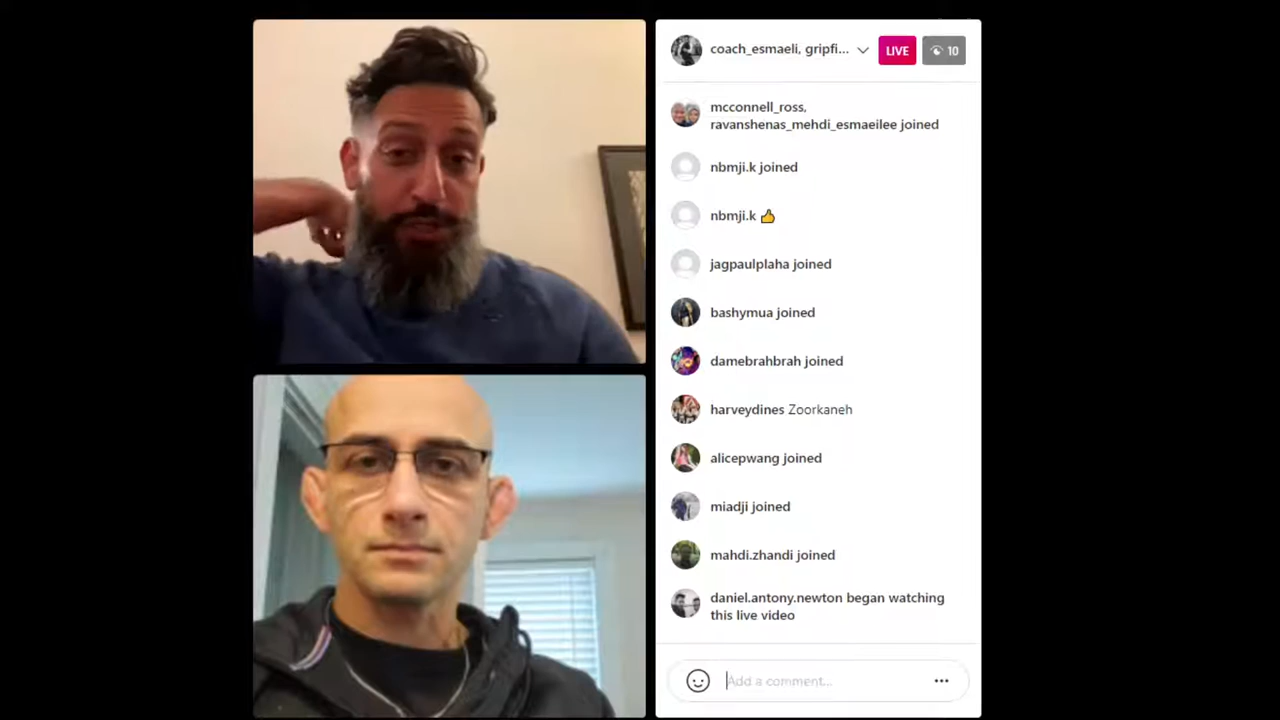 coach_esmaeli, gripfi...
LIVE
10
mcconnell_ross,
ravanshenas_mehdi_esmaeilee joined
nbmji.k joined
nbmji.k 👍
jagpaulplaha joined
bashymua joined
damebrahbrah joined
harveydines Zoorkaneh
alicepwang joined
miadji joined
mahdi.zhandi joined
daniel.antony.newton began watching
this live video
Add a comment...